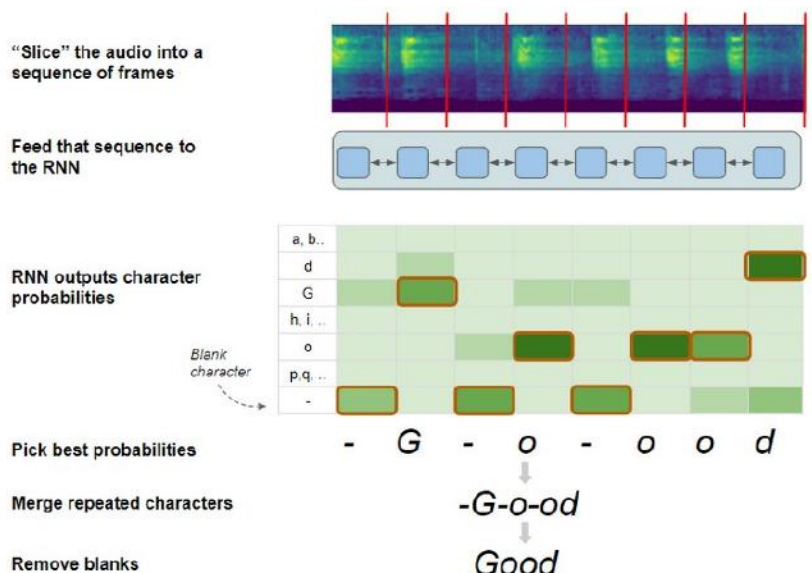 “Slice” the audio into a
sequence of frames
Feed that sequence to
the RNN
RNN outputs character
probabilities
a, b..
d
G
h, i, ..
o
p,q, ..
-
Blank
character
Pick best probabilities
- G - o - o o d
Merge repeated characters
-G-o-od
Remove blanks
Good